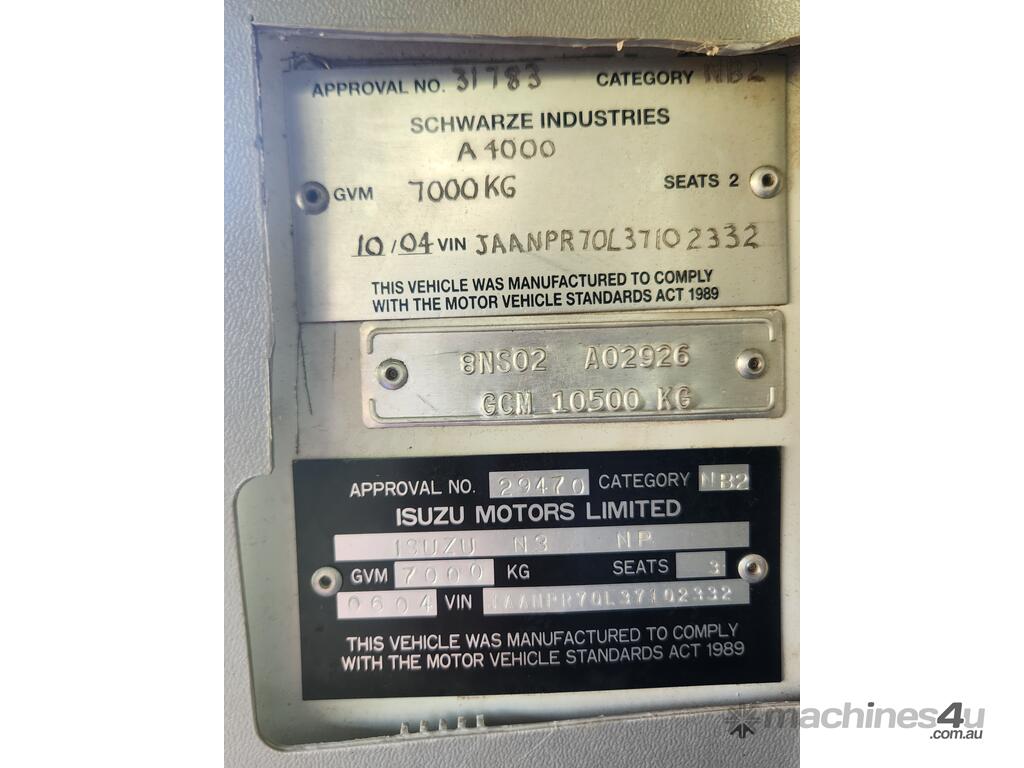 APPROVAL NO. 31783 CATEGORY NB2
SCHWARZE INDUSTRIES
A4000
GVM 7000KG SEATS 2
10/04 VIN JAANPR70L37102332
THIS VEHICLE WAS MANUFACTURED TO COMPLY
WITH THE MOTOR VEHICLE STANDARDS ACT 1989
8NS02 A02926
GCM 10500 KG
APPROVAL NO. 29470 CATEGORY NB2
ISUZU MOTORS LIMITED
ISUZU N3 NP
GVM 7000 KG SEATS 3
0604 VIN JAANPR70L37102332
THIS VEHICLE WAS MANUFACTURED TO COMPLY
WITH THE MOTOR VEHICLE STANDARDS ACT 1989
machines4u
.com.au